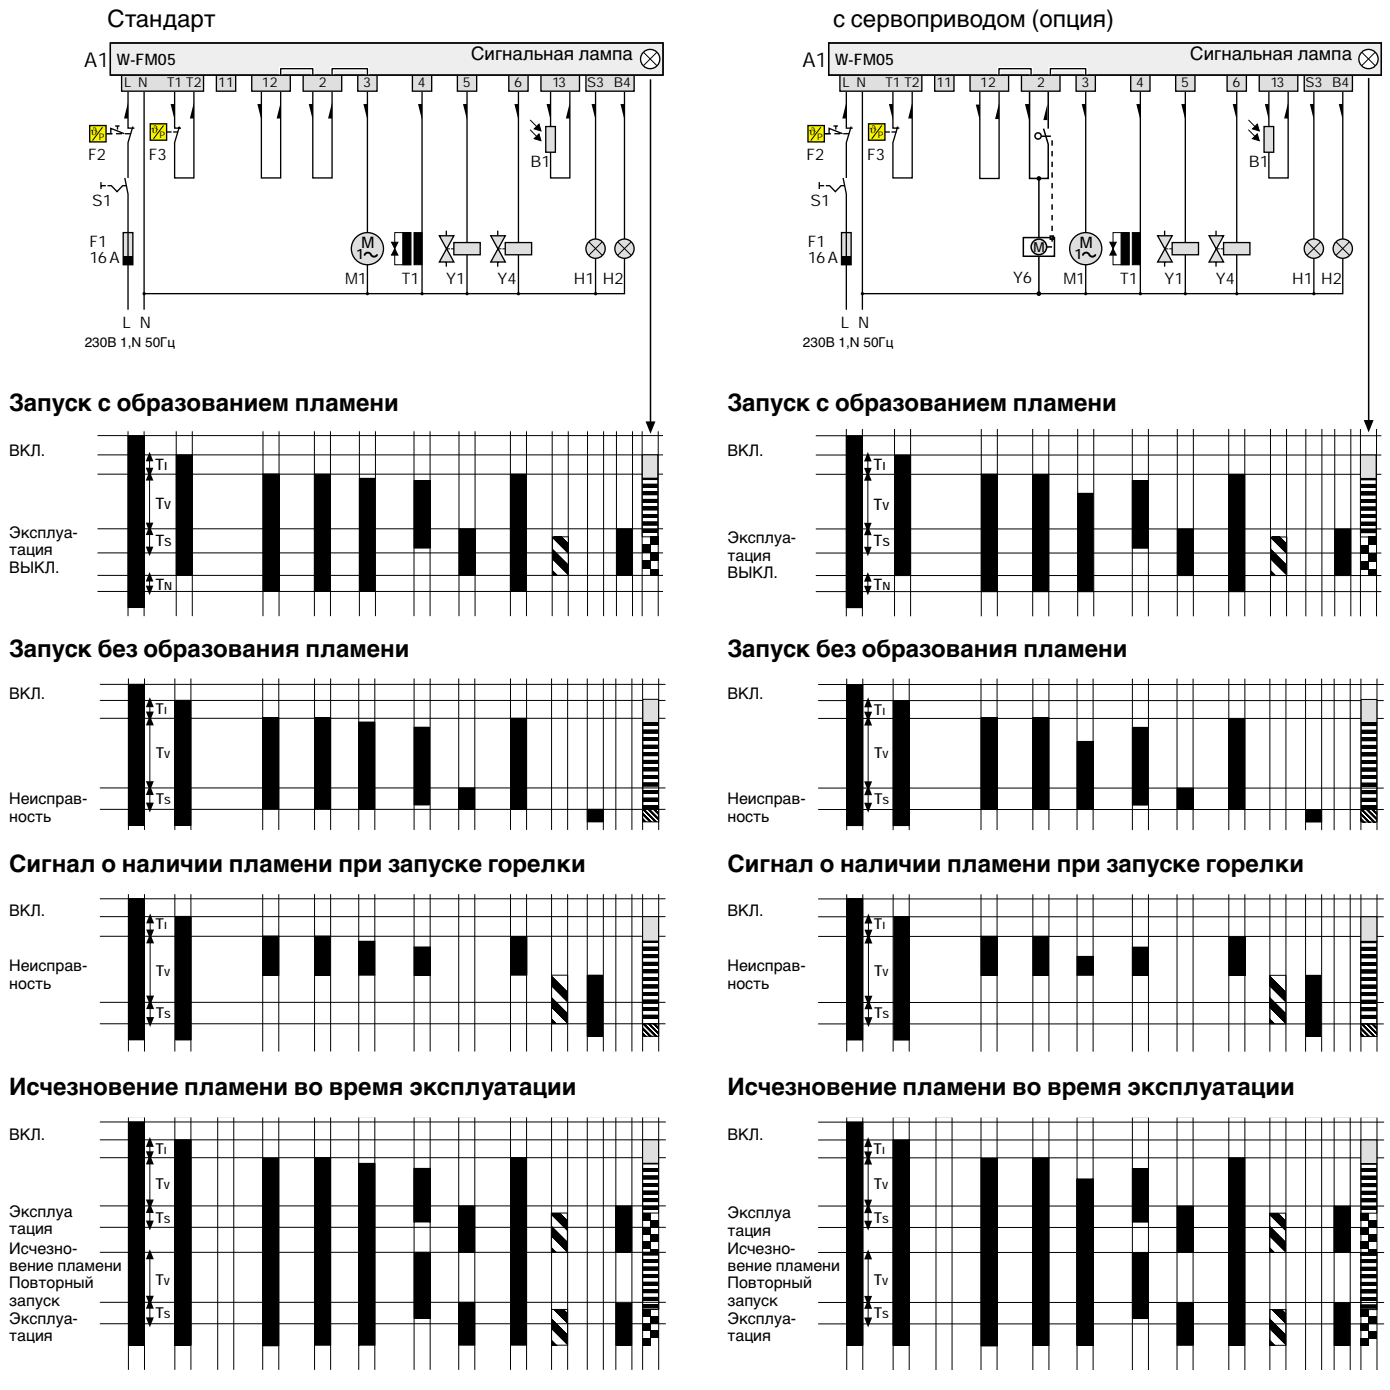 Стандарт
A1 W-FM05 Сигнальная лампа
L N T1 T2 11 12 2 3 4 5 6 13 S3 B4
F2 F3 B1
S1
F1
16 A
M
1~
M1 T1 Y1 Y4 H1 H2
L N
230В 1,N 50Гц
с сервоприводом (опция)
A1 W-FM05 Сигнальная лампа
L N T1 T2 11 12 2 3 4 5 6 13 S3 B4
F2 F3 B1
S1
F1
16 A
M M
1~
Y6 M1 T1 Y1 Y4 H1 H2
L N
230В 1,N 50Гц
Запуск с образованием пламени
ВКЛ.
TI
TV
Эксплуа-
тация
TS
ВЫКЛ.
TN
Запуск с образованием пламени
ВКЛ.
TI
TV
Эксплуа-
тация
TS
ВЫКЛ.
TN
Запуск без образования пламени
ВКЛ.
TI
TV
TS
Неисправ-
ность
Запуск без образования пламени
ВКЛ.
TI
TV
TS
Неисправ-
ность
Сигнал о наличии пламени при запуске горелки
ВКЛ.
TI
Неисправ-
ность
TV
TS
Сигнал о наличии пламени при запуске горелки
ВКЛ.
TI
Неисправ-
ность
TV
TS
Исчезновение пламени во время эксплуатации
ВКЛ.
TI
TV
Эксплуа
тация
TS
Исчезно-
вение пламени
Повторный
запуск
TV
Эксплуа-
тация
TS
Исчезновение пламени во время эксплуатации
ВКЛ.
TI
TV
Эксплуа
тация
TS
Исчезно-
вение пламени
Повторный
запуск
TV
Эксплуа-
тация
TS